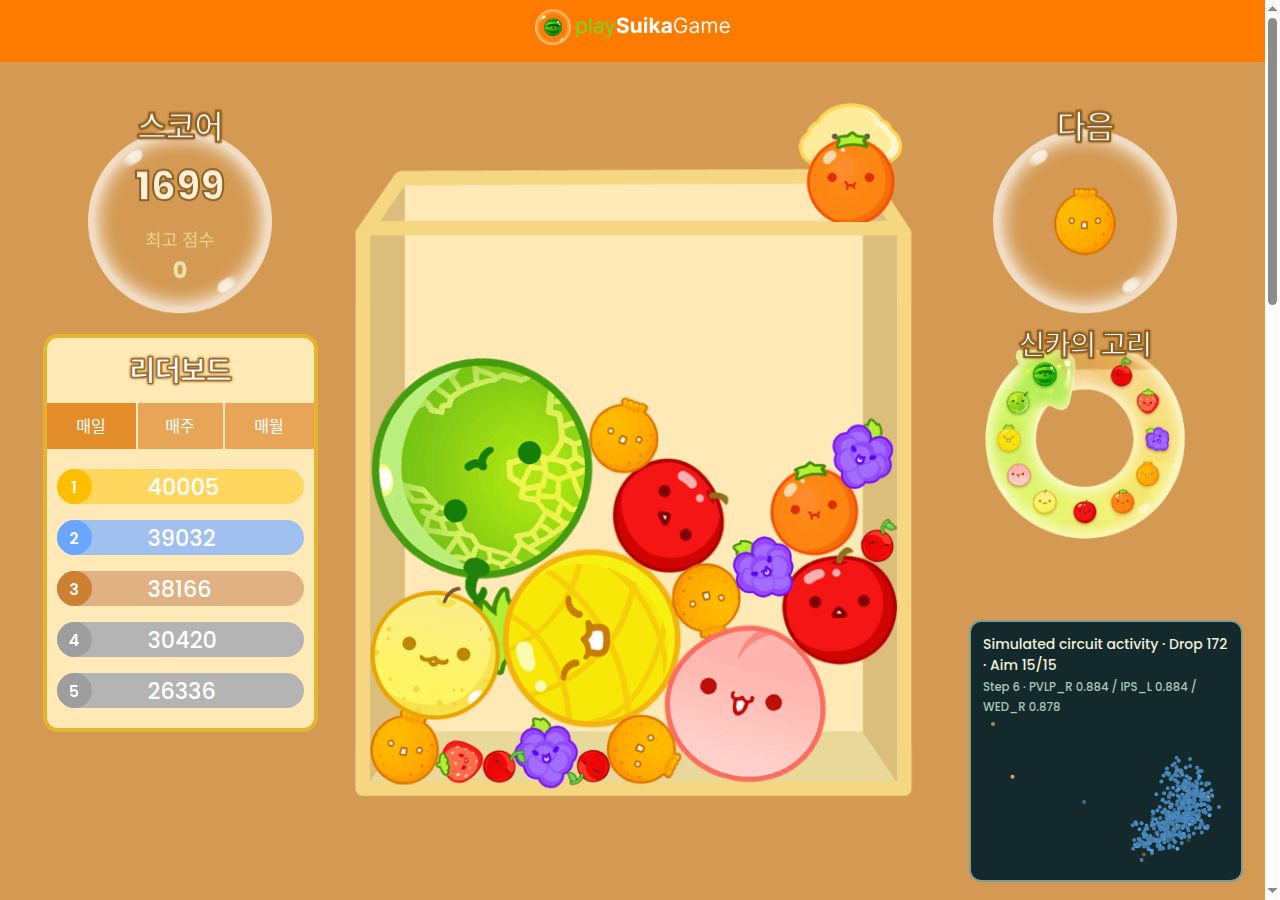 playSuikaGame
스코어
1699
최고 점수
0
리더보드
매일 매주 매월
1 40005
2 39032
3 38166
4 30420
5 26336
다음
신카의 고리
Simulated circuit activity · Drop 172
· Aim 15/15
Step 6 · PVLP_R 0.884 / IPS_L 0.884 /
WED_R 0.878